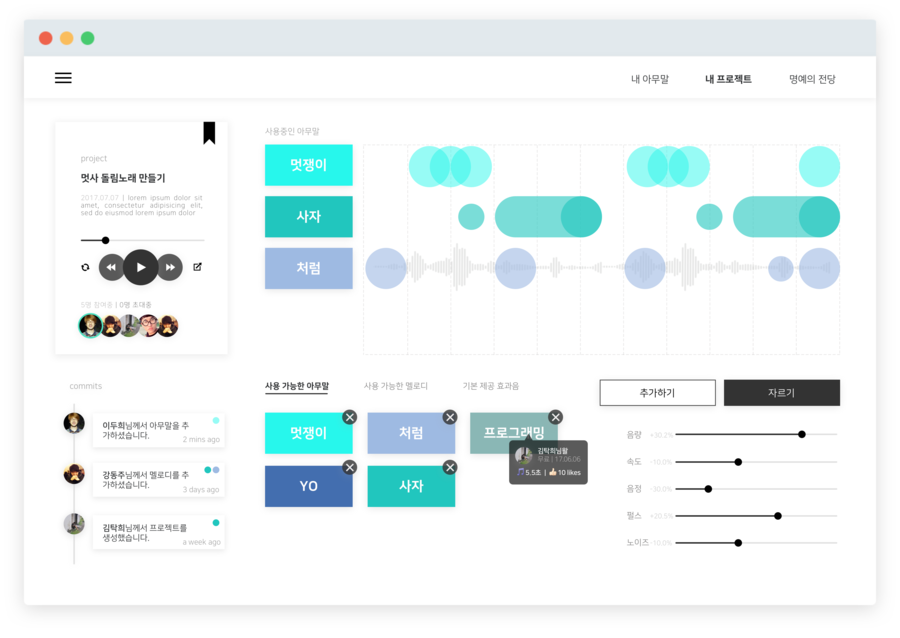 내 아무말
내 프로젝트
명예의 전당
project
멋사 돌림노래 만들기
2017.07.07 | lorem ipsum dolor sit
amet, consectetur adipisicing elit,
sed do eiusmod lorem ipsum dolor
5명 참여중 | 0명 초대중
사용중인 아무말
멋쟁이
사자
처럼
commits
이두희님께서 아무말을 추
가하셨습니다.
2 mins ago
강동주님께서 멜로디를 추
가하셨습니다.
3 days ago
김탁희님께서 프로젝트를
생성했습니다.
a week ago
사용 가능한 아무말
사용 가능한 멜로디
기본 제공 효과음
멋쟁이
처럼
프로그래밍
YO
사자
김탁희님왈
무료 | 17.06.06
5.5초 | 10 likes
추가하기
자르기
음량 +30.2%
속도 -10.0%
음정 -30.0%
펄스 +20.5%
노이즈 -10.0%